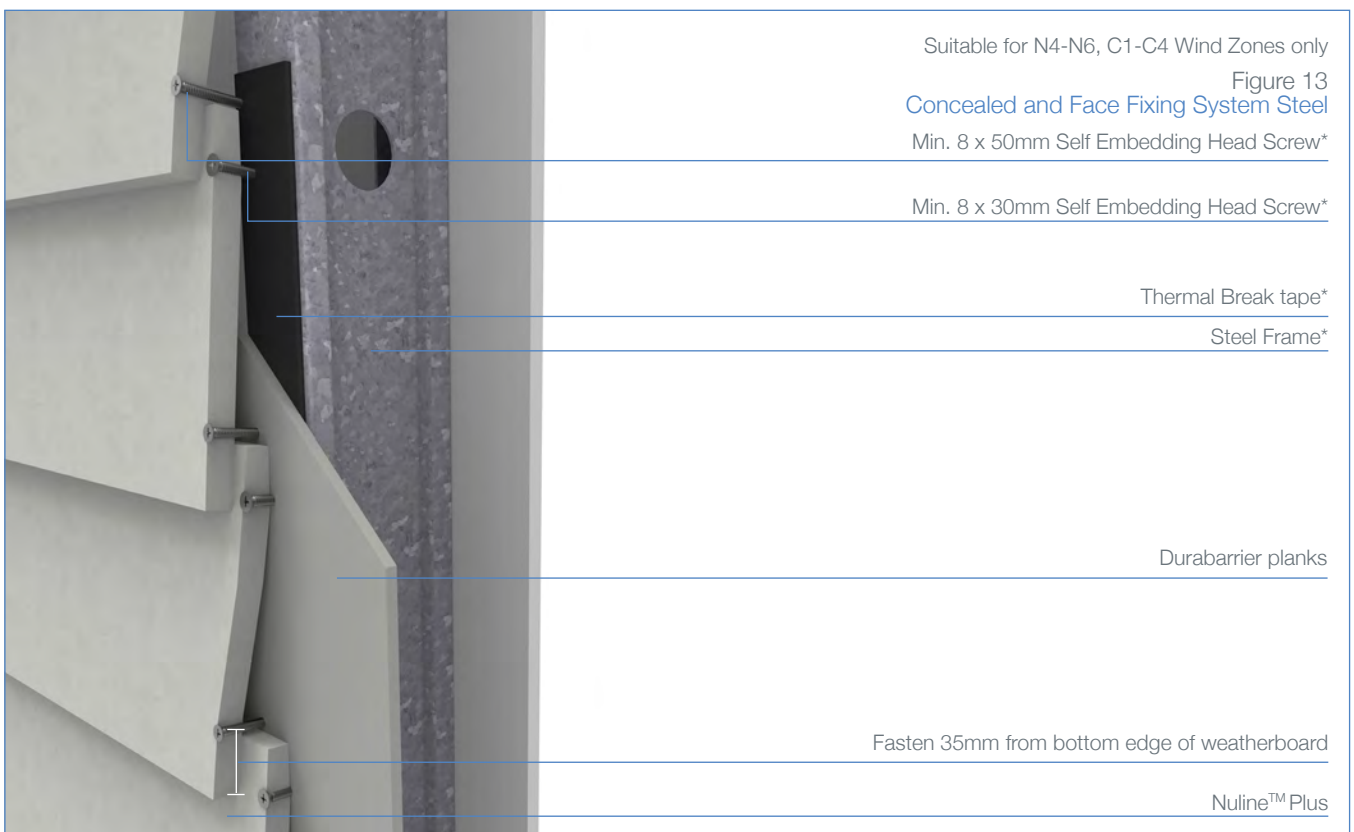 Suitable for N4-N6, C1-C4 Wind Zones only
Figure 13
Concealed and Face Fixing System Steel
Min. 8 x 50mm Self Embedding Head Screw*
Min. 8 x 30mm Self Embedding Head Screw*
Thermal Break tape*
Steel Frame*
Durabarrier planks
Fasten 35mm from bottom edge of weatherboard
Nuline™ Plus